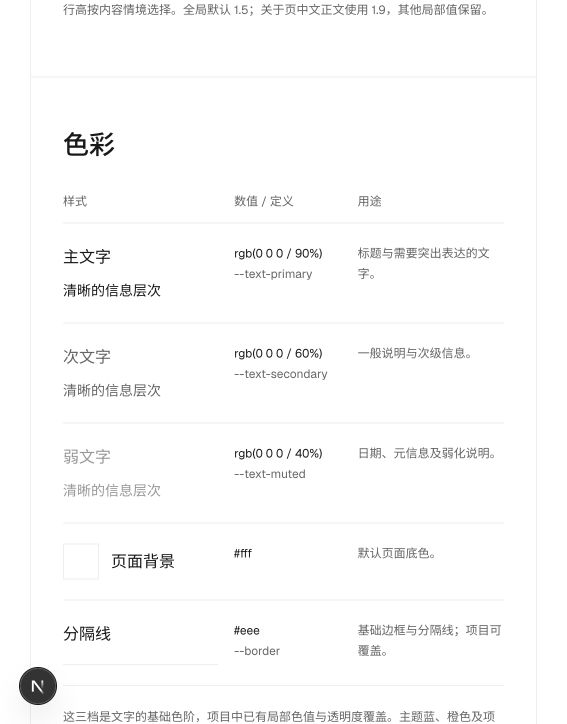 行高按内容情境选择。全局默认 1.5；关于页中文正文使用 1.9，其他局部值保留。
色彩
样式 数值 / 定义 用途
主文字 rgb(0 0 0 / 90%) 标题与需要突出表达的文
--text-primary 字。
清晰的信息层次
次文字 rgb(0 0 0 / 60%) 一般说明与次级信息。
--text-secondary
清晰的信息层次
弱文字 rgb(0 0 0 / 40%) 日期、元信息及弱化说明。
--text-muted
清晰的信息层次
页面背景 #fff 默认页面底色。
分隔线 #eee 基础边框与分隔线；项目可
--border 覆盖。
N
这三档是文字的基础色阶，项目中已有局部色值与透明度覆盖。主题蓝、橙色及项